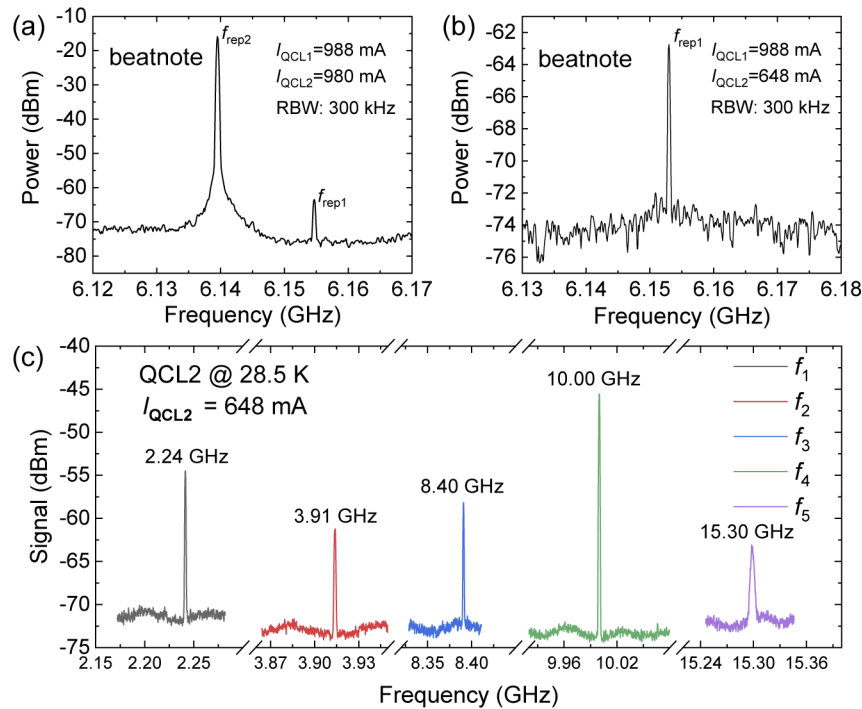 (a)
-10
-20
-30
-40
-50
-60
-70
-80
Power (dBm)
beatnote
f_rep2
f_rep1
I_QCL1=988 mA
I_QCL2=980 mA
RBW: 300 kHz
6.12 6.13 6.14 6.15 6.16 6.17
Frequency (GHz)
(b)
-62
-64
-66
-68
-70
-72
-74
-76
Power (dBm)
beatnote
f_rep1
I_QCL1=988 mA
I_QCL2=648 mA
RBW: 300 kHz
6.13 6.14 6.15 6.16 6.17 6.18
Frequency (GHz)
(c)
-40
-45
-50
-55
-60
-65
-70
-75
Signal (dBm)
QCL2 @ 28.5 K
I_QCL2 = 648 mA
2.24 GHz
3.91 GHz
8.40 GHz
10.00 GHz
15.30 GHz
f₁
f₂
f₃
f₄
f₅
2.15 2.20 2.25 3.87 3.90 3.93 8.35 8.40 9.96 10.02 15.24 15.30 15.36
Frequency (GHz)